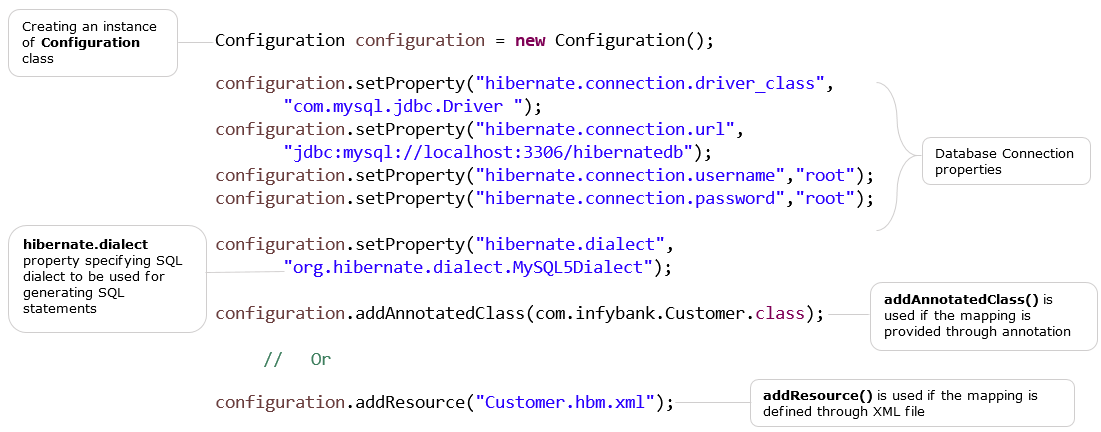 Creating an instance
of Configuration
class
Configuration configuration = new Configuration();
configuration.setProperty("hibernate.connection.driver_class",
"com.mysql.jdbc.Driver ");
configuration.setProperty("hibernate.connection.url",
"jdbc:mysql://localhost:3306/hibernatedb");
configuration.setProperty("hibernate.connection.username","root");
configuration.setProperty("hibernate.connection.password","root");
Database Connection
properties
hibernate.dialect
property specifying SQL
dialect to be used for
generating SQL
statements
configuration.setProperty("hibernate.dialect",
"org.hibernate.dialect.MySQL5Dialect");
configuration.addAnnotatedClass(com.infybank.Customer.class);
addAnnotatedClass() is
used if the mapping is
provided through annotation
// Or
configuration.addResource("Customer.hbm.xml");
addResource() is used if the mapping is
defined through XML file